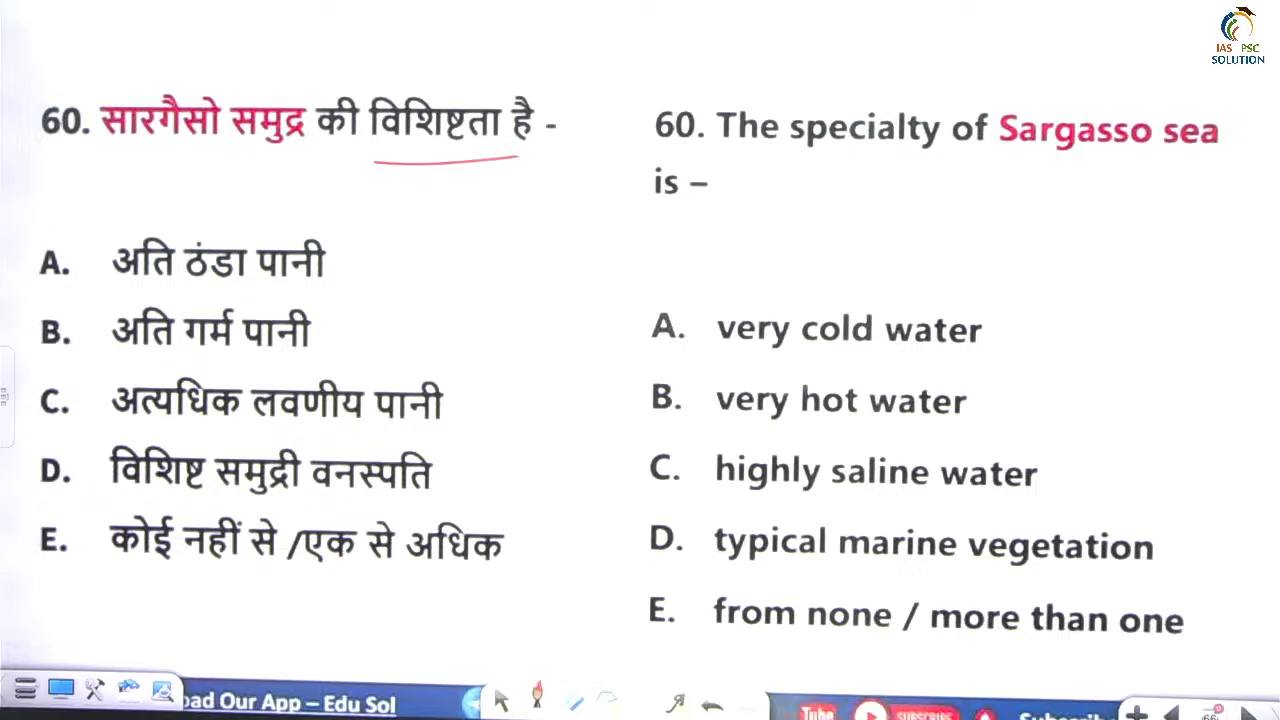 IAS PSC
SOLUTION
60. सारगैसो समुद्र की विशिष्टता है -
A. अति ठंडा पानी
B. अति गर्म पानी
C. अत्यधिक लवणीय पानी
D. विशिष्ट समुद्री वनस्पति
E. कोई नहीं से /एक से अधिक
60. The specialty of Sargasso sea
is –
A. very cold water
B. very hot water
C. highly saline water
D. typical marine vegetation
E. from none / more than one
oad Our App – Edu Sol
Tube
SUBSCRIBE